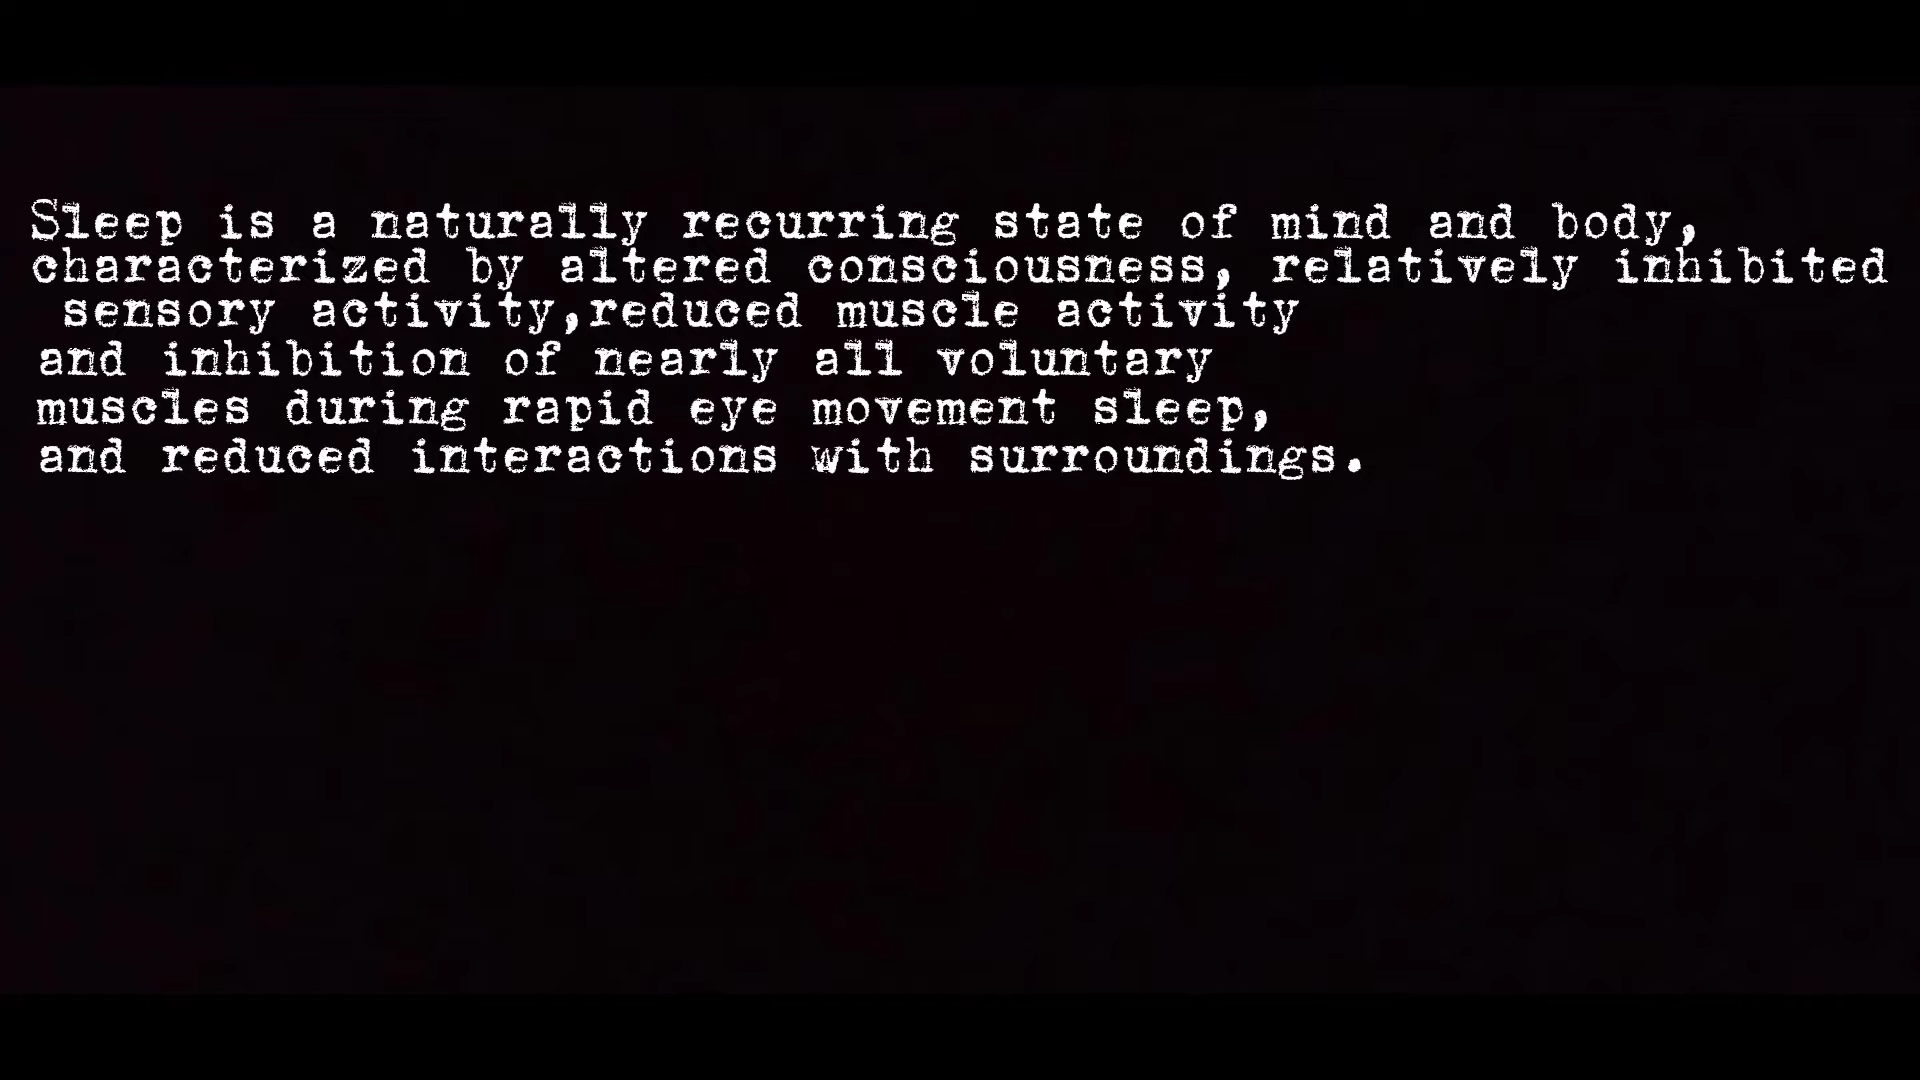 Sleep is a naturally recurring state of mind and body,
characterized by altered consciousness, relatively inhibited
sensory activity,reduced muscle activity
and inhibition of nearly all voluntary
muscles during rapid eye movement sleep,
and reduced interactions with surroundings.